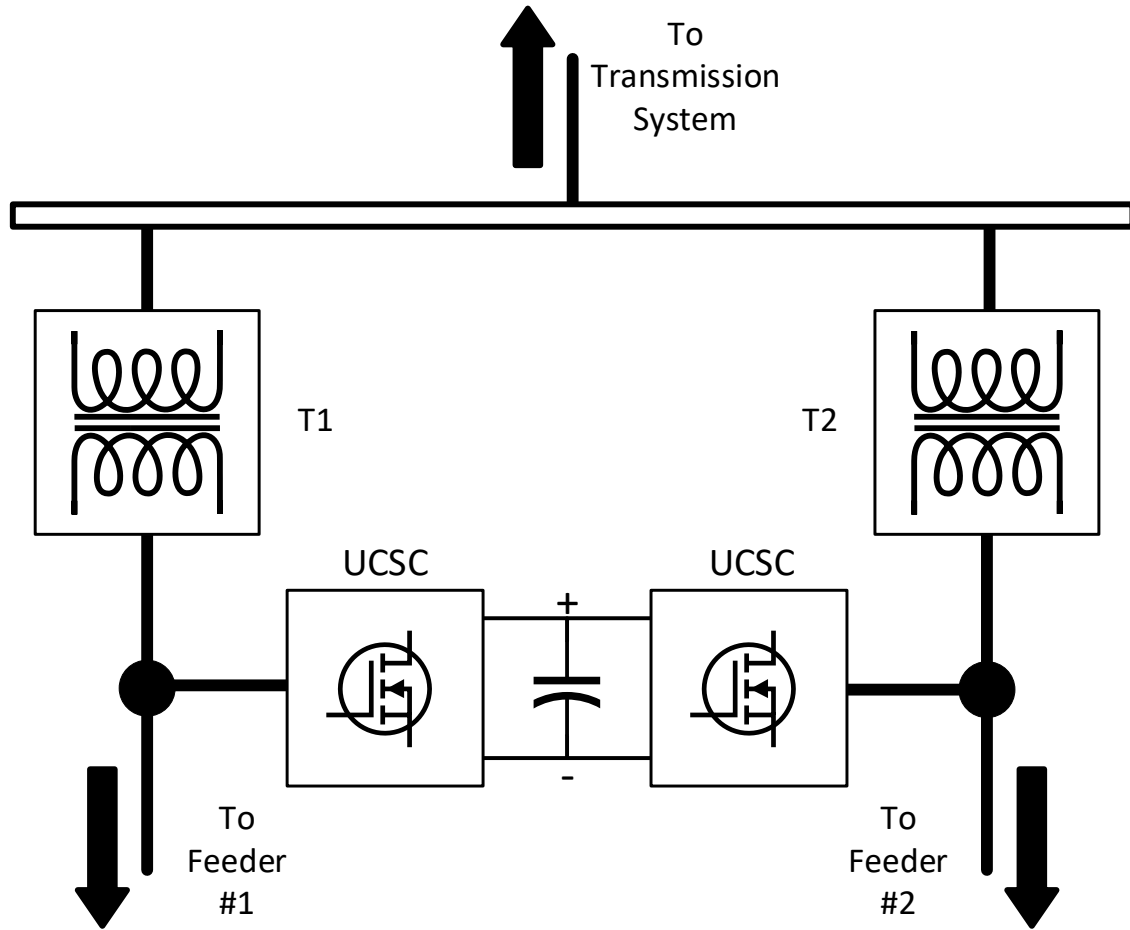 To
Transmission
System
T1
T2
UCSC
UCSC
+
-
To
Feeder
#1
To
Feeder
#2